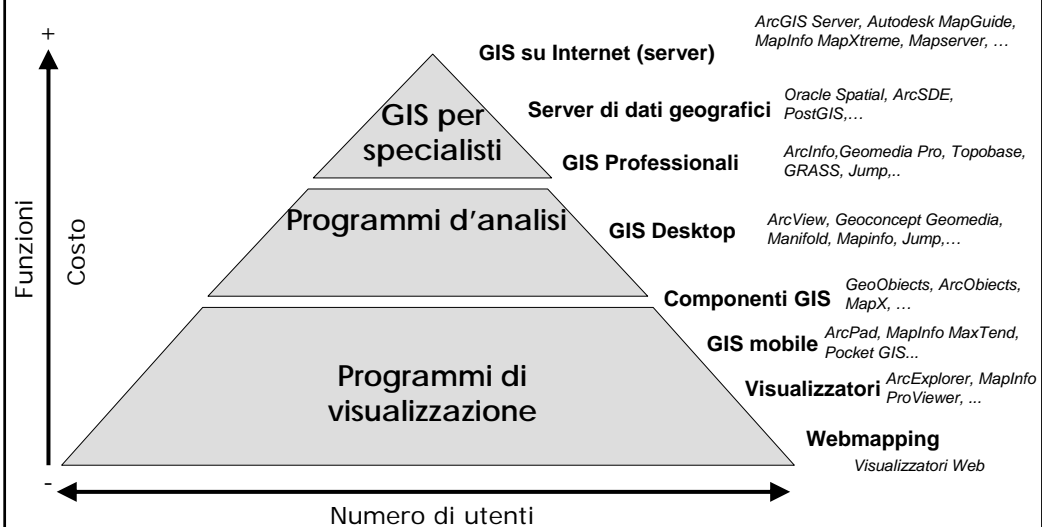 +
Funzioni
Costo
-
Numero di utenti
GIS per
specialisti
Programmi d'analisi
Programmi di
visualizzazione
GIS su Internet (server)
ArcGIS Server, Autodesk MapGuide,
MapInfo MapXtreme, Mapserver, …
Server di dati geografici
Oracle Spatial, ArcSDE,
PostGIS,…
GIS Professionali
ArcInfo,Geomedia Pro, Topobase,
GRASS, Jump,..
GIS Desktop
ArcView, Geoconcept Geomedia,
Manifold, Mapinfo, Jump,…
Componenti GIS
GeoObjects, ArcObjects,
MapX, …
GIS mobile
ArcPad, MapInfo MaxTend,
Pocket GIS...
Visualizzatori
ArcExplorer, MapInfo
ProViewer, ...
Webmapping
Visualizzatori Web